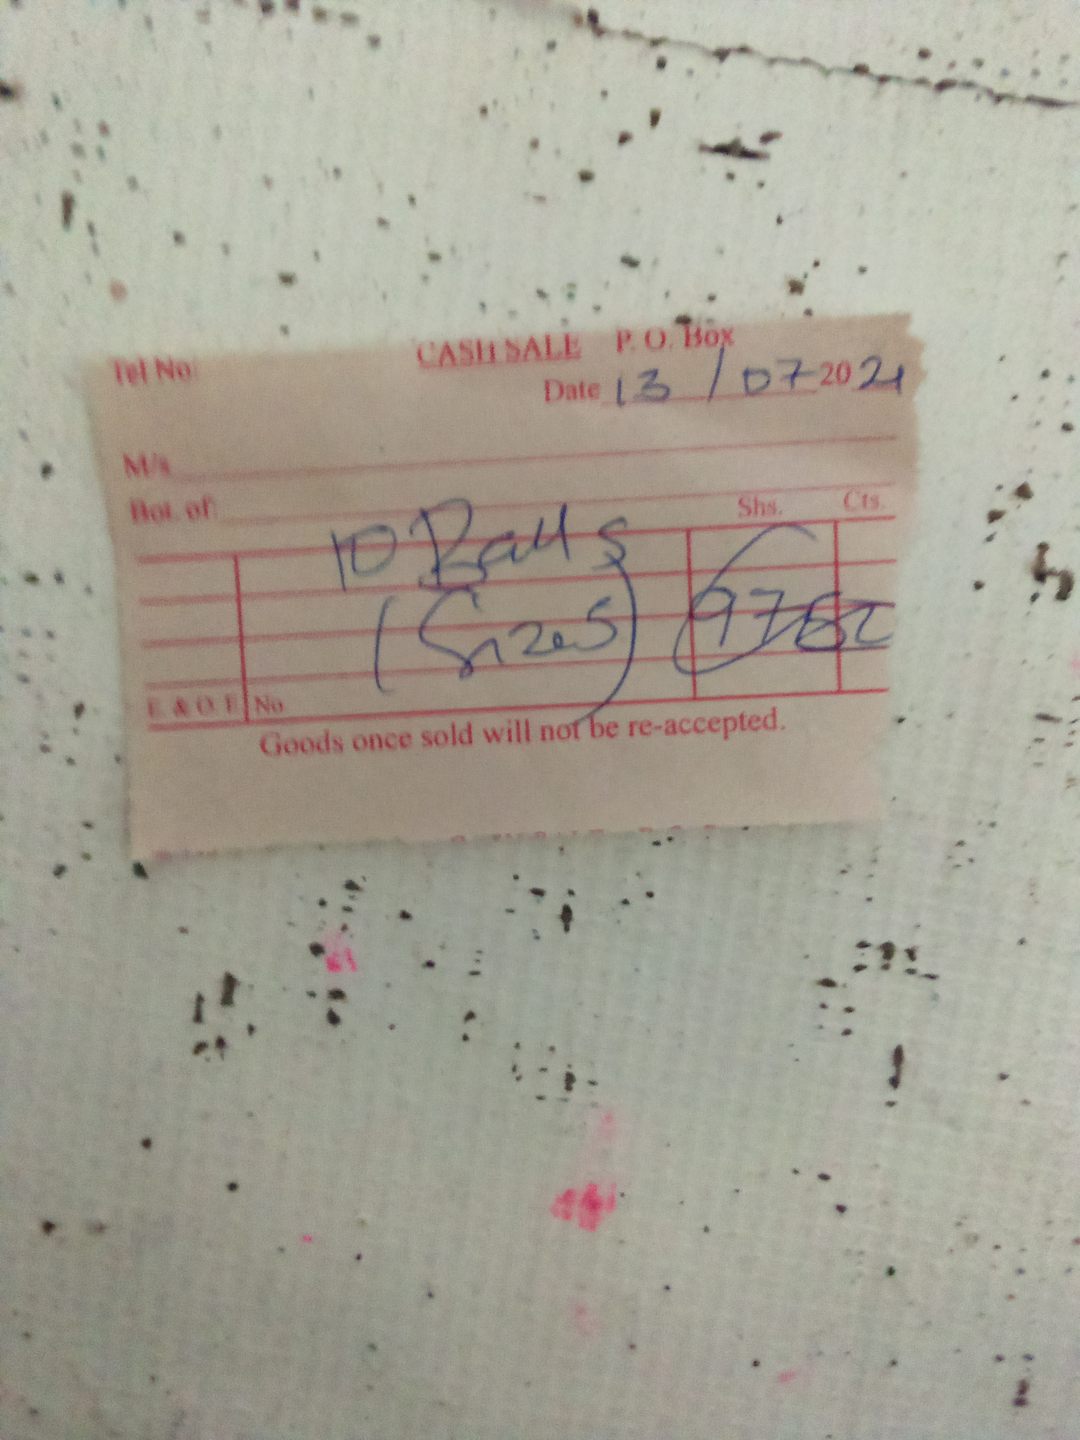 Tel No: CASH SALE P. O. Box
Date 13 / 07 2021
M/s
Bot. of:
Shs. Cts.
10 Balls
(Size 5)
E. & O. E. No
Goods once sold will not be re-accepted.